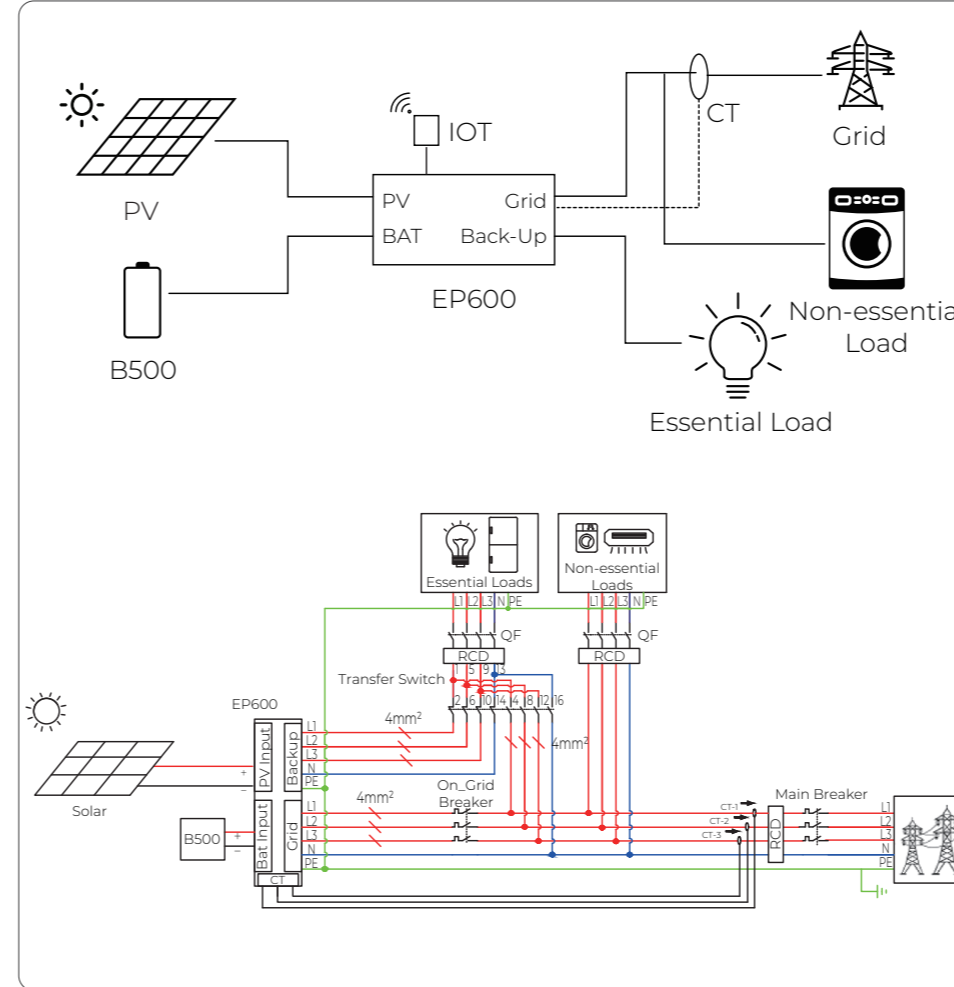 IOT
CT
Grid
PV
PV
Grid
BAT
Back-Up
EP600
B500
Non-essentia
Load
Essential Load
Essential Loads
Non-essential
Loads
L1 L2 L3 N PE
L1 L2 L3 N PE
QF
QF
RCD
RCD
1 5 9 13
Transfer Switch
2 6 10 14 4 8 12 16
EP600
4mm²
4mm²
PV Input
Backup
L1
L2
L3
N
PE
+
−
Solar
On_Grid
Breaker
4mm²
Main Breaker
B500
+
−
Bat Input
Grid
L1
L2
L3
N
PE
CT
CT-1
CT-2
CT-3
RCD
L1
L2
L3
N
PE